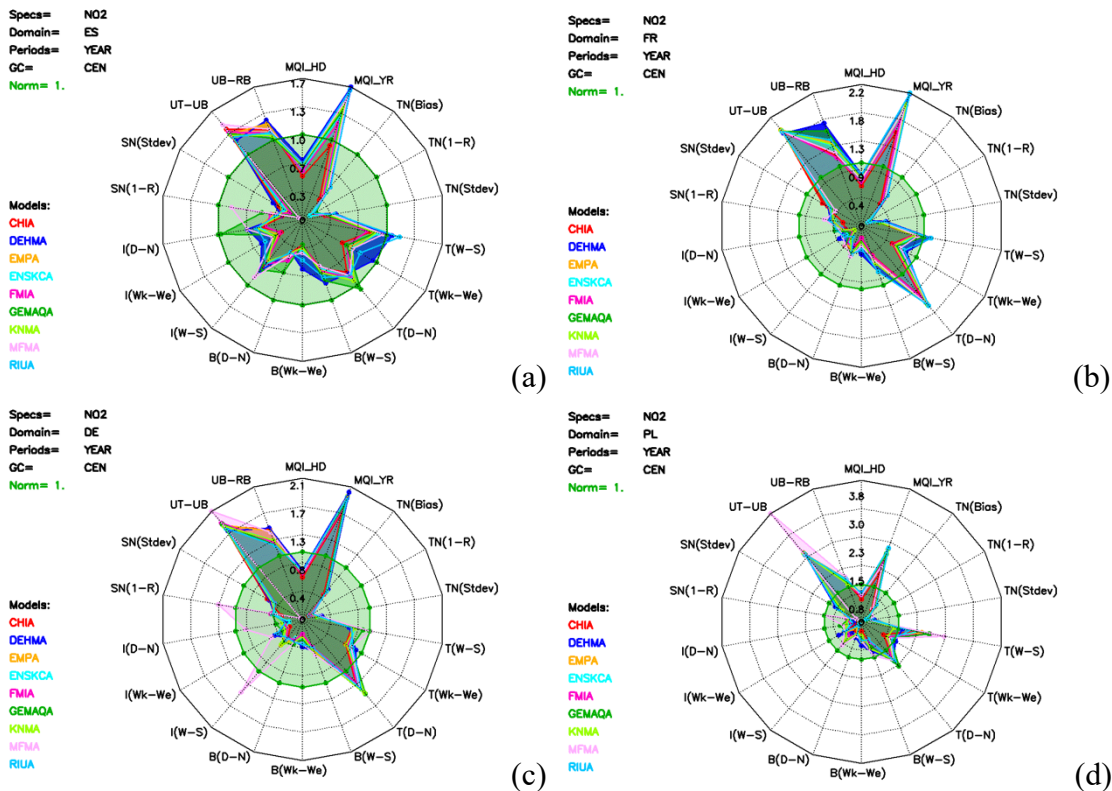 Specs= NO2
Domain= ES
Periods= YEAR
GC= CEN
Norm= 1.
MQI_HD
MQI_YR
TN(Bias)
TN(1-R)
TN(Stdev)
T(W-S)
T(Wk-We)
T(D-N)
B(W-S)
B(Wk-We)
B(D-N)
I(W-S)
I(Wk-We)
I(D-N)
SN(1-R)
SN(Stdev)
UT-UB
UB-RB
1.7
1.3
1.0
0.7
0.3
0
Models:
CHIA
DEHMA
EMPA
ENSKCA
FMIA
GEMAQA
KNMA
MFMA
RIUA
(a)
Specs= NO2
Domain= FR
Periods= YEAR
GC= CEN
Norm= 1.
MQI_HD
MQI_YR
TN(Bias)
TN(1-R)
TN(Stdev)
T(W-S)
T(Wk-We)
T(D-N)
B(W-S)
B(Wk-We)
B(D-N)
I(W-S)
I(Wk-We)
I(D-N)
SN(1-R)
SN(Stdev)
UT-UB
UB-RB
2.2
1.8
1.3
0.9
0.4
0
Models:
CHIA
DEHMA
EMPA
ENSKCA
FMIA
GEMAQA
KNMA
MFMA
RIUA
(b)
Specs= NO2
Domain= DE
Periods= YEAR
GC= CEN
Norm= 1.
MQI_HD
MQI_YR
TN(Bias)
TN(1-R)
TN(Stdev)
T(W-S)
T(Wk-We)
T(D-N)
B(W-S)
B(Wk-We)
B(D-N)
I(W-S)
I(Wk-We)
I(D-N)
SN(1-R)
SN(Stdev)
UT-UB
UB-RB
2.1
1.7
1.3
0.8
0.4
0
Models:
CHIA
DEHMA
EMPA
ENSKCA
FMIA
GEMAQA
KNMA
MFMA
RIUA
(c)
Specs= NO2
Domain= PL
Periods= YEAR
GC= CEN
Norm= 1.
MQI_HD
MQI_YR
TN(Bias)
TN(1-R)
TN(Stdev)
T(W-S)
T(Wk-We)
T(D-N)
B(W-S)
B(Wk-We)
B(D-N)
I(W-S)
I(Wk-We)
I(D-N)
SN(1-R)
SN(Stdev)
UT-UB
UB-RB
3.8
3.0
2.3
1.5
0.8
0
Models:
CHIA
DEHMA
EMPA
ENSKCA
FMIA
GEMAQA
KNMA
MFMA
RIUA
(d)